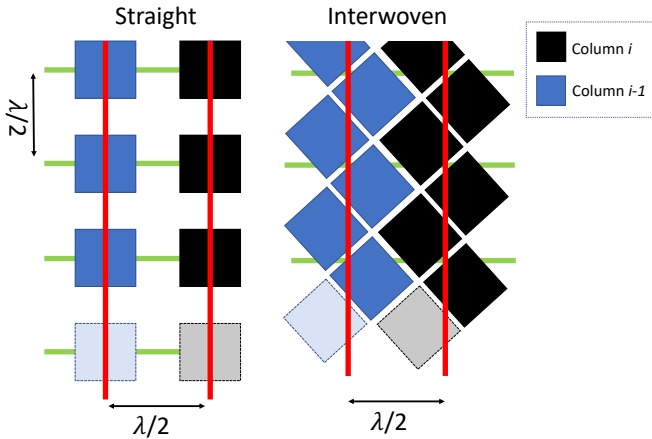 Straight
Interwoven
Column i
Column i-1
λ/2
λ/2
λ/2